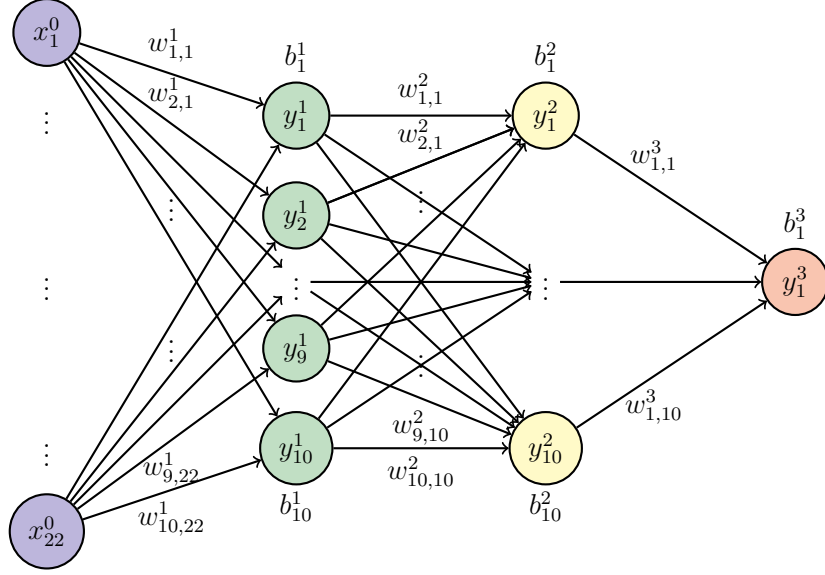 x_1^0
w_{1,1}^1
b_1^1
b_1^2
w_{2,1}^1
w_{1,1}^2
⋮
y_1^1
y_1^2
w_{2,1}^2
w_{1,1}^3
⋮
y_2^1
⋮
b_1^3
⋮
⋮
⋮
y_1^3
⋮
y_9^1
⋮
w_{1,10}^3
⋮
w_{9,22}^1
y_{10}^1
w_{9,10}^2
y_{10}^2
w_{10,10}^2
x_{22}^0
w_{10,22}^1
b_{10}^1
b_{10}^2